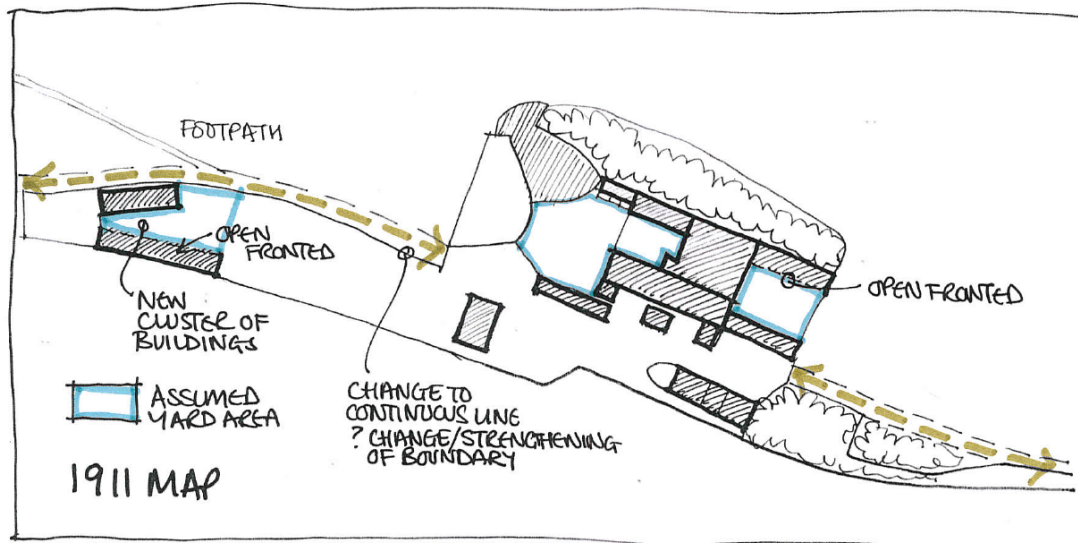 FOOTPATH
OPEN
FRONTED
NEW
CLUSTER OF
BUILDINGS
OPEN FRONTED
ASSUMED
YARD AREA
CHANGE TO
CONTINUOUS LINE
? CHANGE/STRENGTHENING
OF BOUNDARY
1911 MAP